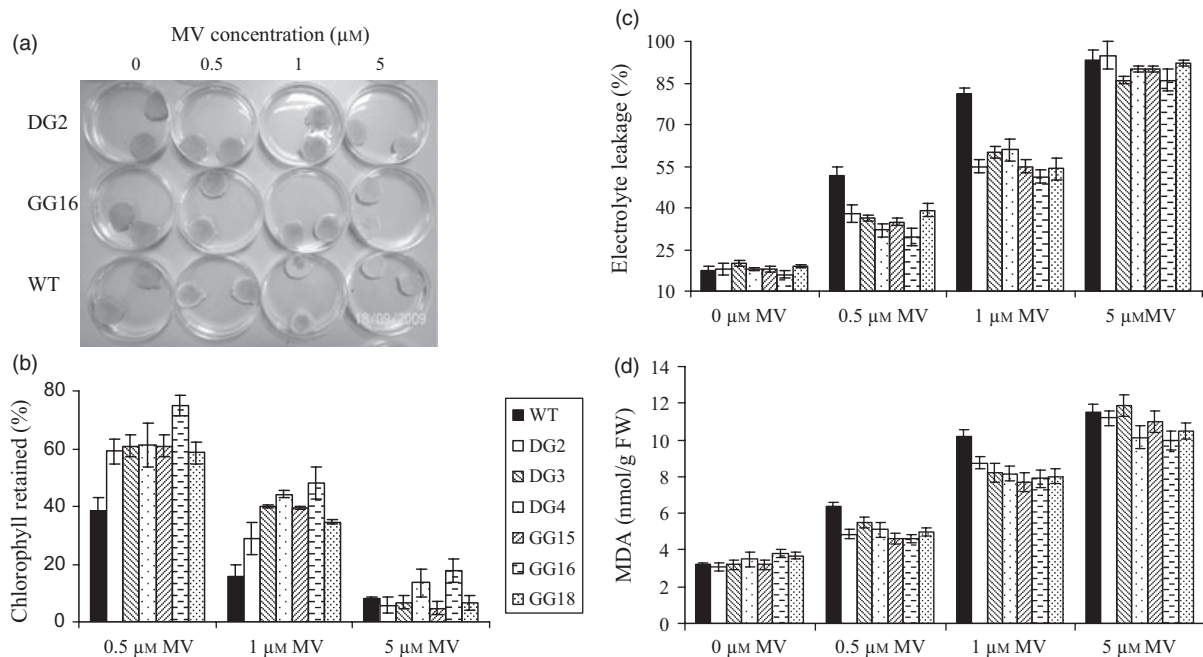 (a)
MV concentration (μM)
0 0.5 1 5
DG2
GG16
WT
18/09/2009
(b)
Chlorophyll retained (%)
80
60
40
20
0
0.5 μM MV 1 μM MV 5 μM MV
WT
DG2
DG3
DG4
GG15
GG16
GG18
(c)
Electrolyte leakage (%)
100
85
70
55
40
25
10
0 μM MV 0.5 μM MV 1 μM MV 5 μMMV
(d)
MDA (nmol/g FW)
14
12
10
8
6
4
2
0
0 μM MV 0.5 μM MV 1 μM MV 5 μM MV